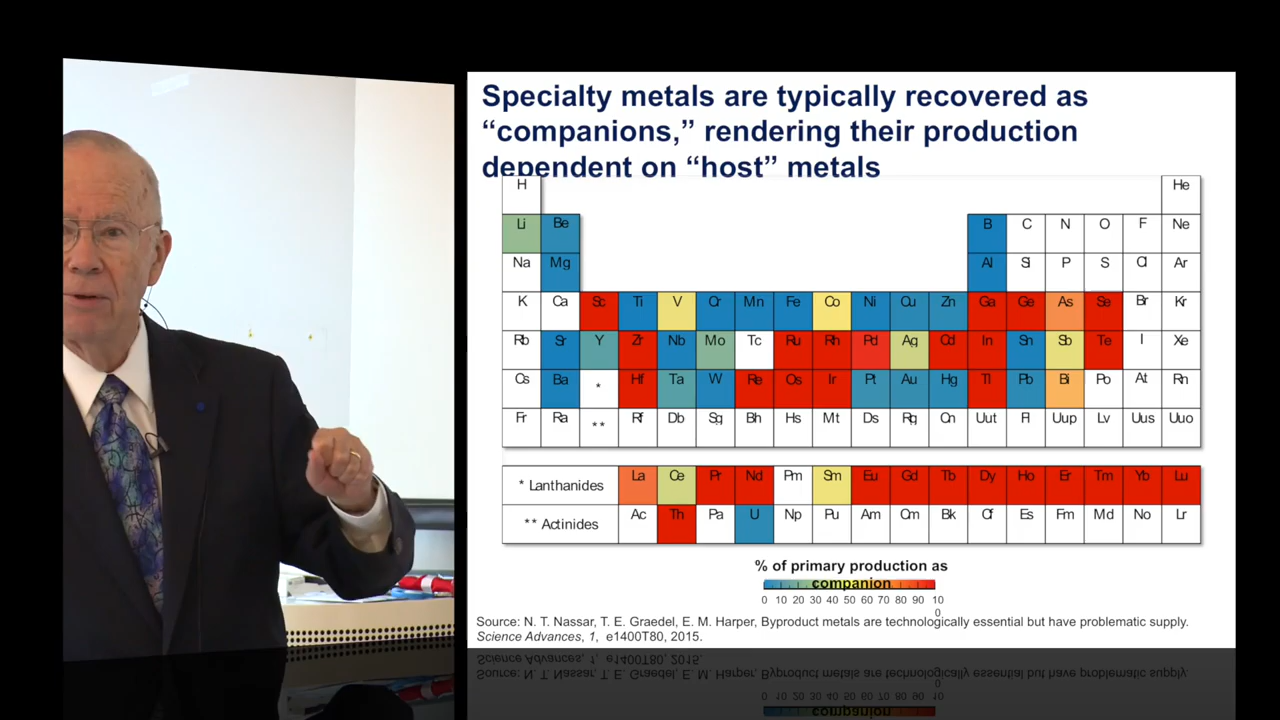 Specialty metals are typically recovered as
“companions,” rendering their production
dependent on “host” metals
H He
Li Be B C N O F Ne
Na Mg Al Si P S Cl Ar
K Ca Sc Ti V Cr Mn Fe Co Ni Cu Zn Ga Ge As Se Br Kr
Rb Sr Y Zr Nb Mo Tc Ru Rh Pd Ag Cd In Sn Sb Te I Xe
Cs Ba * Hf Ta W Re Os Ir Pt Au Hg Tl Pb Bi Po At Rn
Fr Ra ** Rf Db Sg Bh Hs Mt Ds Rg Cn Uut Fl Uup Lv Uus Uuo
* Lanthanides La Ce Pr Nd Pm Sm Eu Gd Tb Dy Ho Er Tm Yb Lu
** Actinides Ac Th Pa U Np Pu Am Cm Bk Cf Es Fm Md No Lr
% of primary production as
companion
0 10 20 30 40 50 60 70 80 90 10
0
Source: N. T. Nassar, T. E. Graedel, E. M. Harper, Byproduct metals are technologically essential but have problematic supply.
Science Advances, 1, e1400T80, 2015.